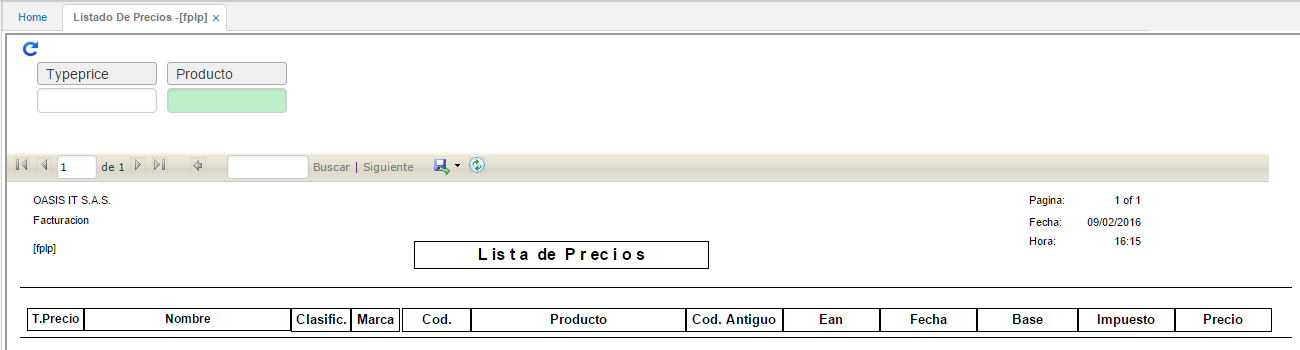 Home Listado De Precios -[fplp] ×
Typeprice Producto
1 de 1 Buscar | Siguiente
OASIS IT S.A.S. Pagina: 1 of 1
Facturacion Fecha: 09/02/2016
[fplp] Hora: 16:15
Lista de Precios
T.Precio Nombre Clasific. Marca Cod. Producto Cod. Antiguo Ean Fecha Base Impuesto Precio